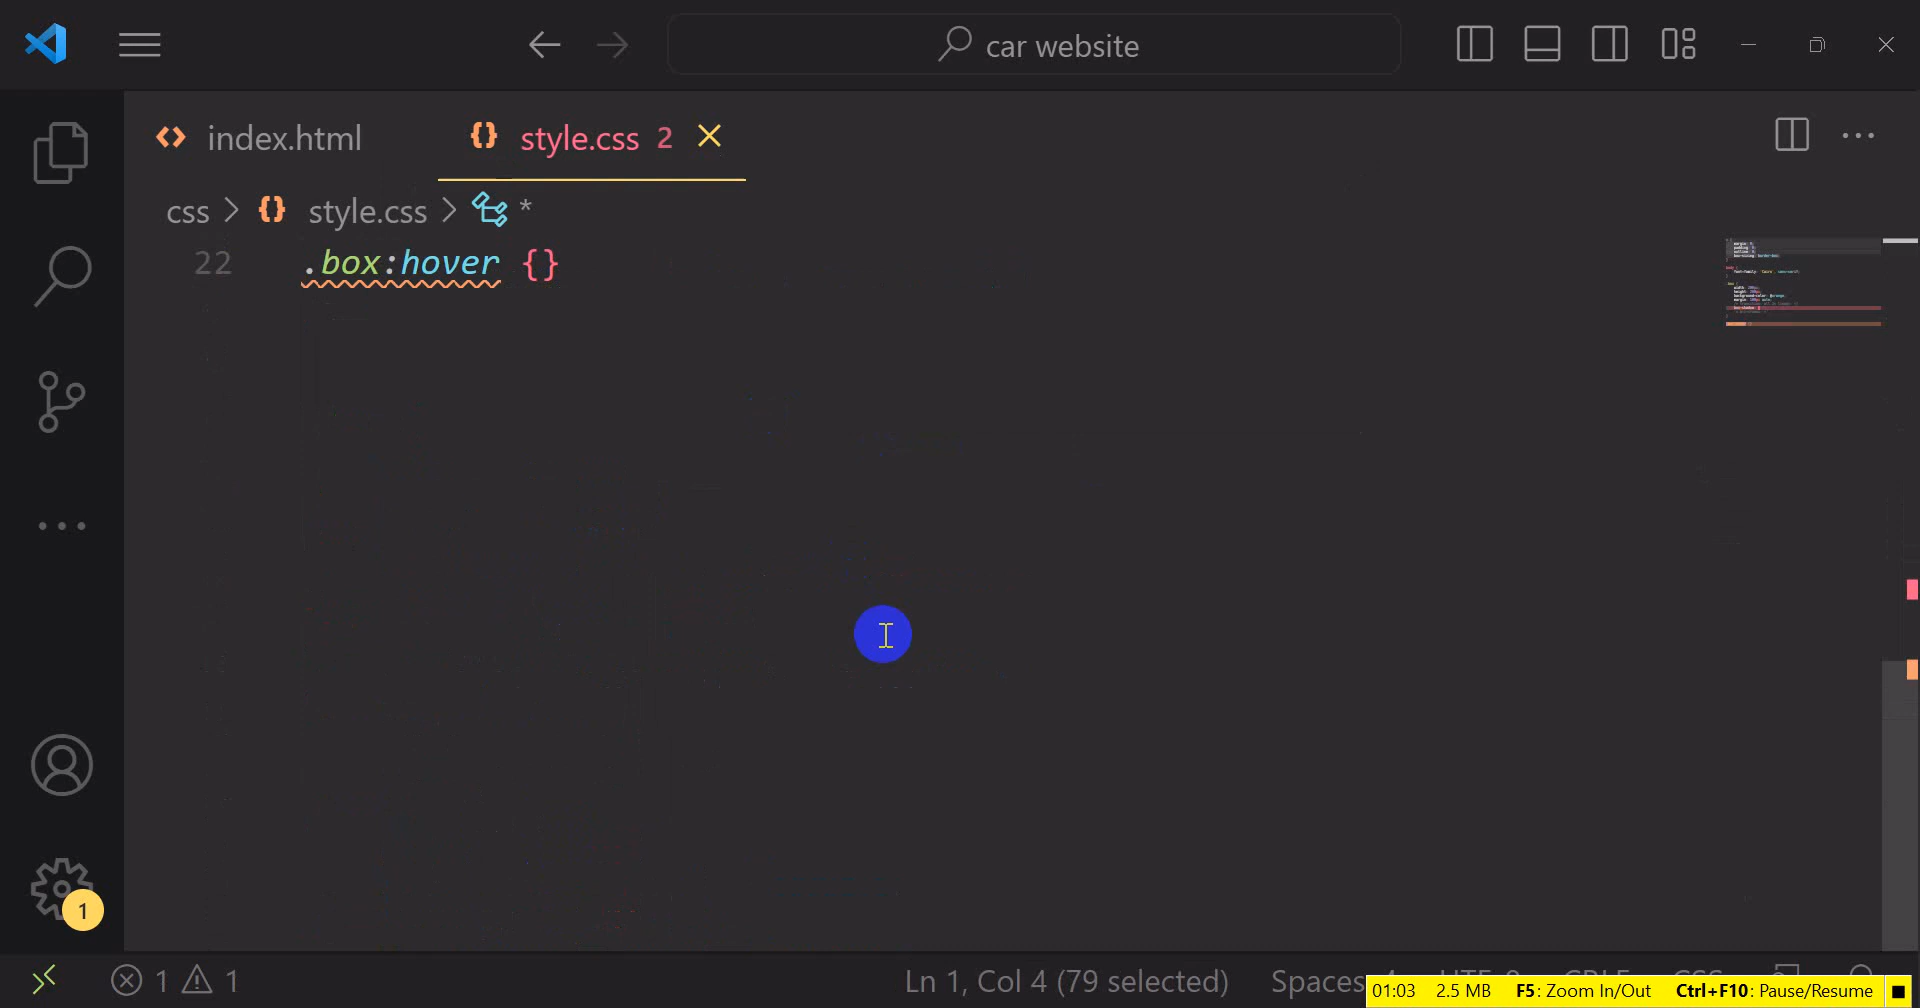 car website
index.html
style.css 2
css > style.css > *
22 .box:hover {}
1
1 1
Ln 1, Col 4 (79 selected)
Spaces
01:03 2.5 MB F5: Zoom In/Out Ctrl+F10: Pause/Resume